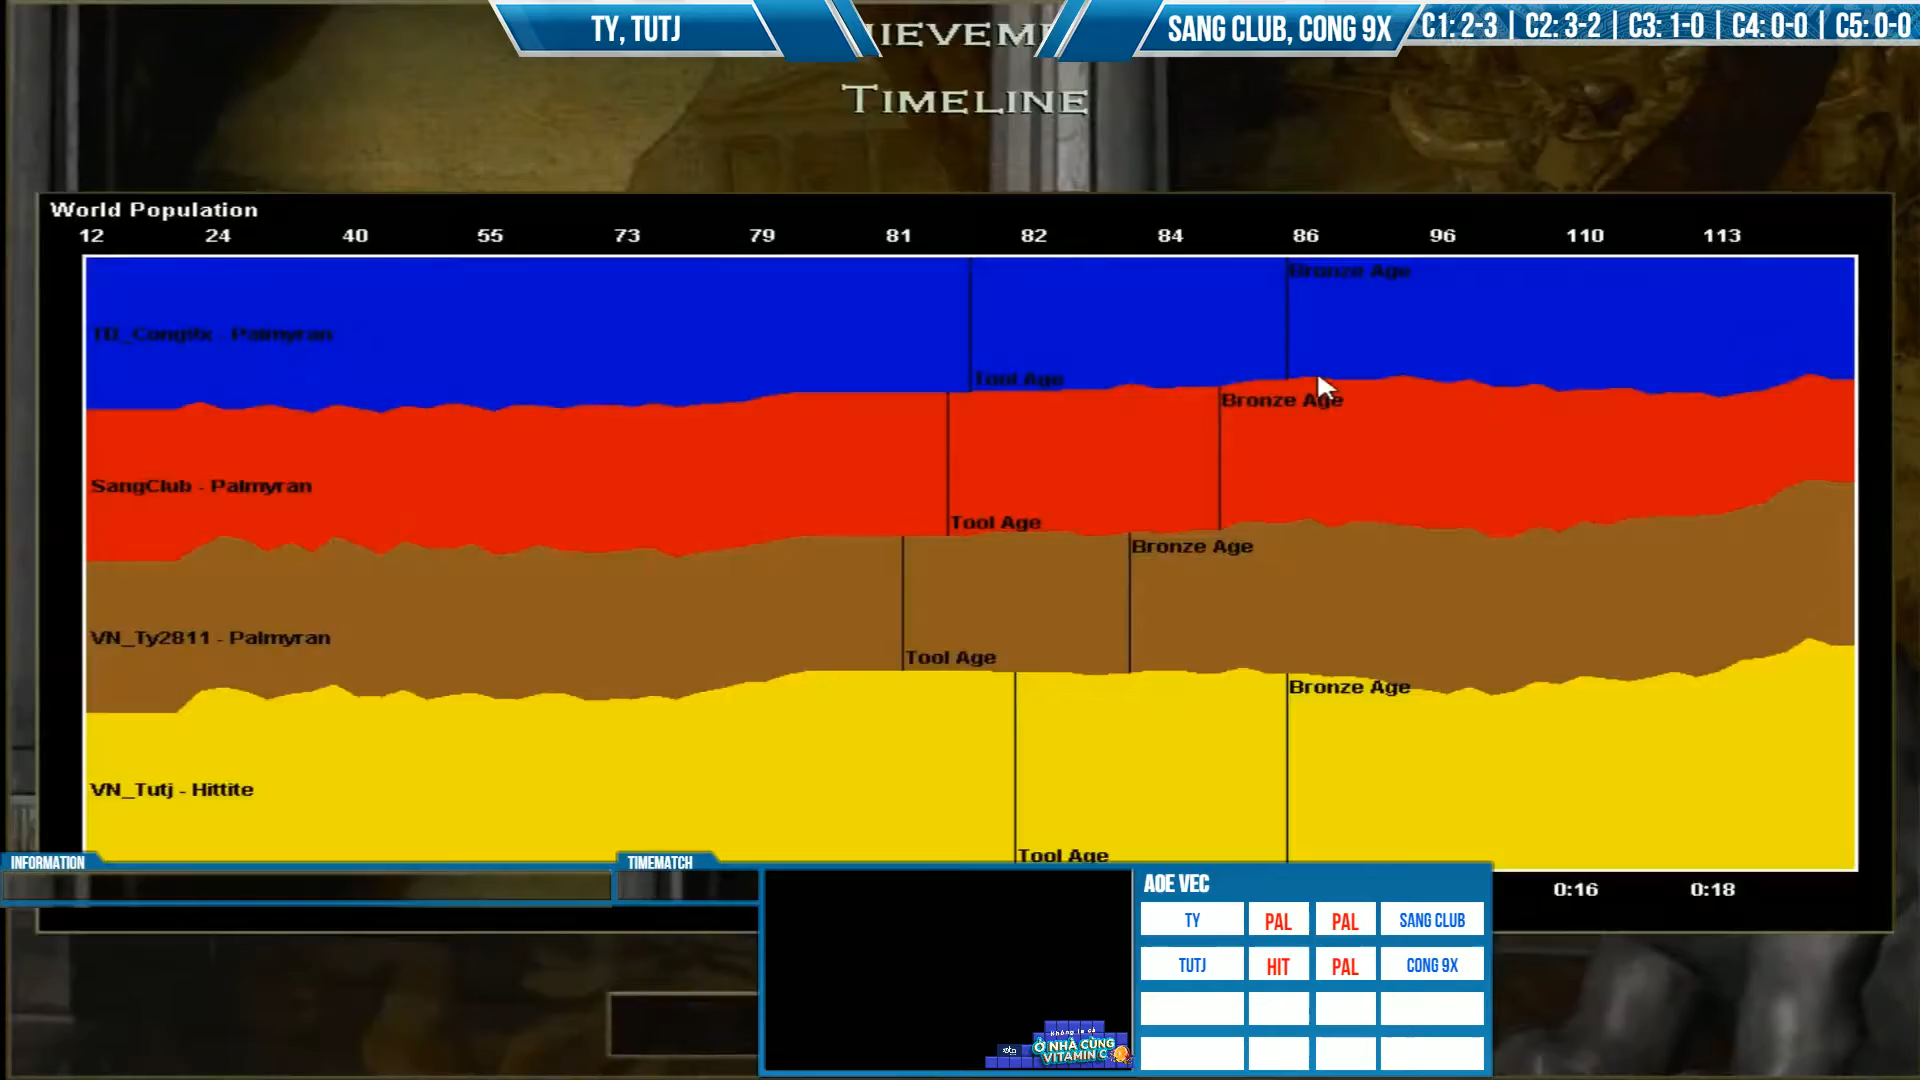 TY, TUTJ
IEVEM
SANG CLUB, CONG 9X
C1: 2-3 | C2: 3-2 | C3: 1-0 | C4: 0-0 | C5: 0-0
TIMELINE
World Population
12 24 40 55 73 79 81 82 84 86 96 110 113
Bronze Age
TD_Cong9x - Palmyran
Tool Age
Bronze Age
SangClub - Palmyran
Tool Age
Bronze Age
VN_Ty2811 - Palmyran
Tool Age
Bronze Age
VN_Tutj - Hittite
Tool Age
INFORMATION
TIMEMATCH
0:16 0:18
AOE VEC
TY PAL PAL SANG CLUB
TUTJ HIT PAL CONG 9X
Ở NHÀ CÙNG
VITAMIN C